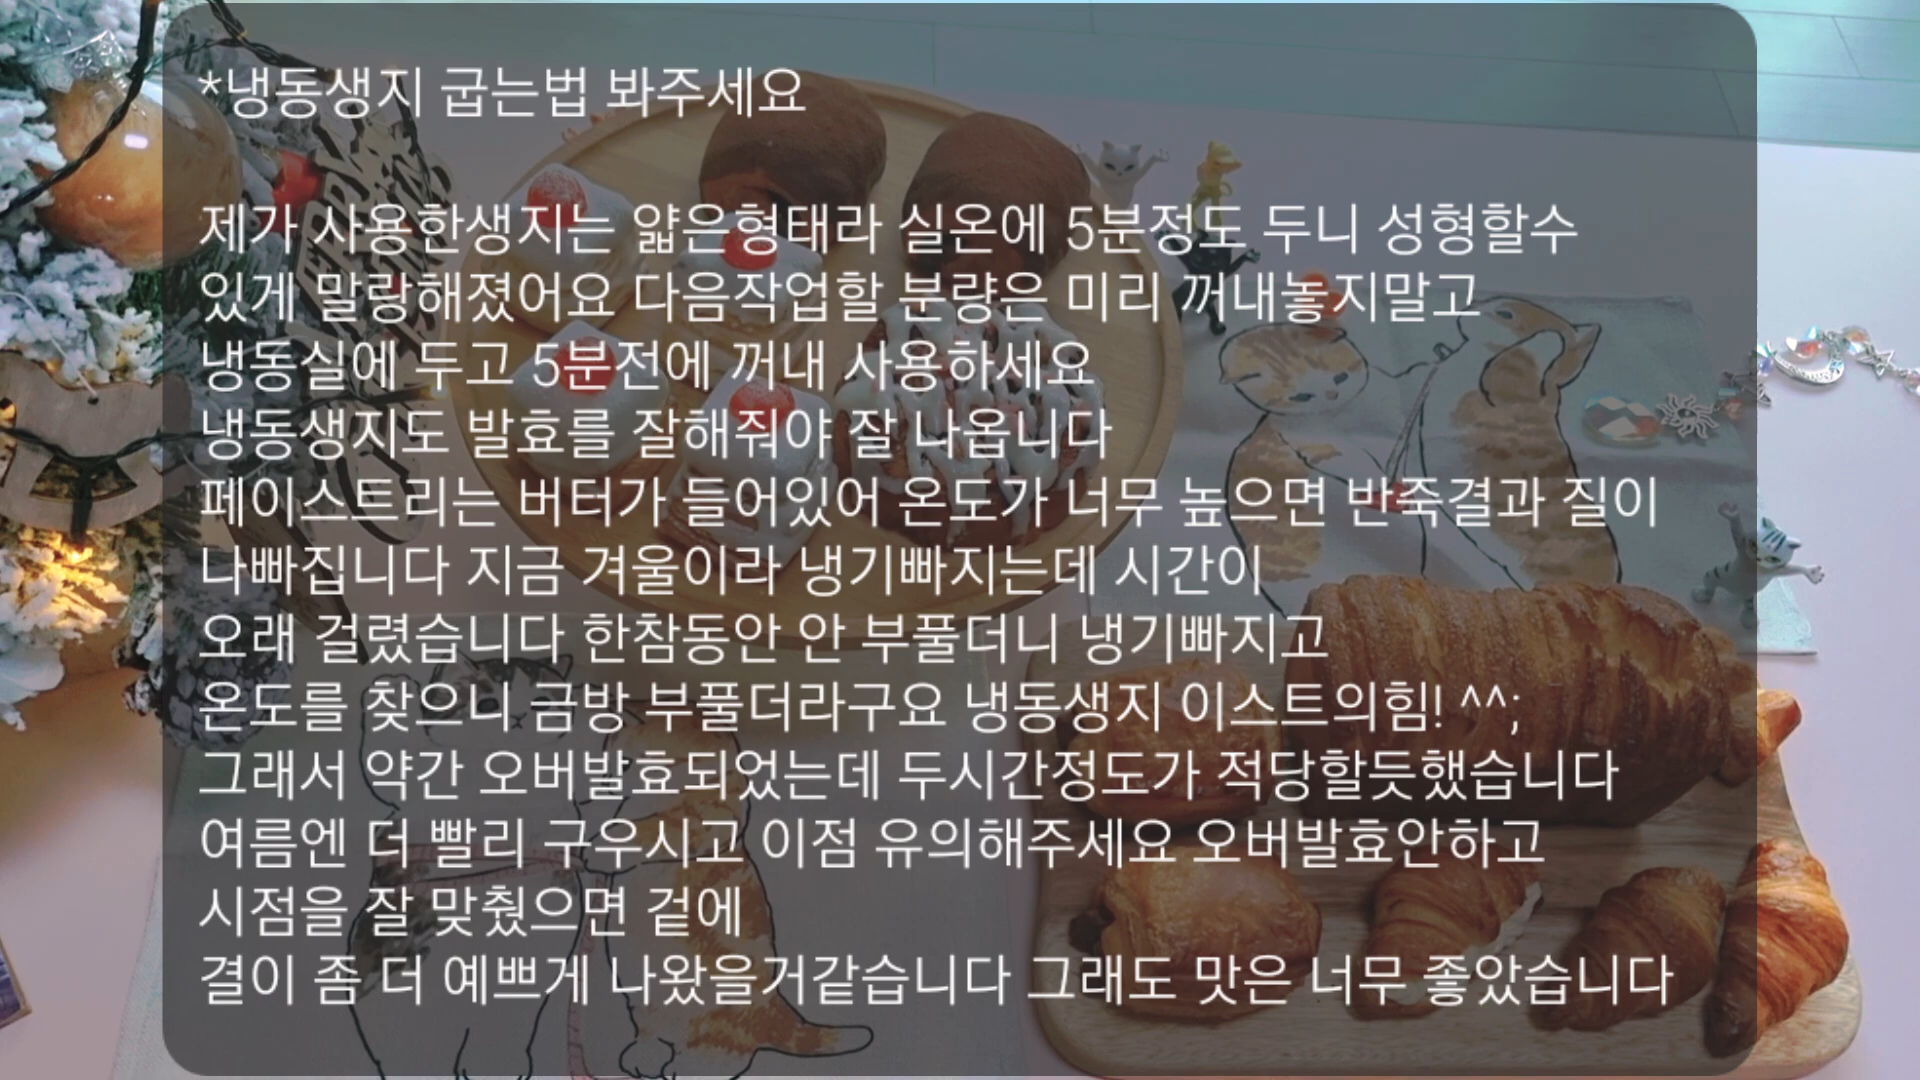 *냉동생지 굽는법 봐주세요
제가 사용한생지는 얇은형태라 실온에 5분정도 두니 성형할수
있게 말랑해졌어요 다음작업할 분량은 미리 꺼내놓지말고
냉동실에 두고 5분전에 꺼내 사용하세요
냉동생지도 발효를 잘해줘야 잘 나옵니다
페이스트리는 버터가 들어있어 온도가 너무 높으면 반죽결과 질이
나빠집니다 지금 겨울이라 냉기빠지는데 시간이
오래 걸렸습니다 한참동안 안 부풀더니 냉기빠지고
온도를 찾으니 금방 부풀더라구요 냉동생지 이스트의힘! ^^;
그래서 약간 오버발효되었는데 두시간정도가 적당할듯했습니다
여름엔 더 빨리 구우시고 이점 유의해주세요 오버발효안하고
시점을 잘 맞췄으면 겉에
결이 좀 더 예쁘게 나왔을거같습니다 그래도 맛은 너무 좋았습니다